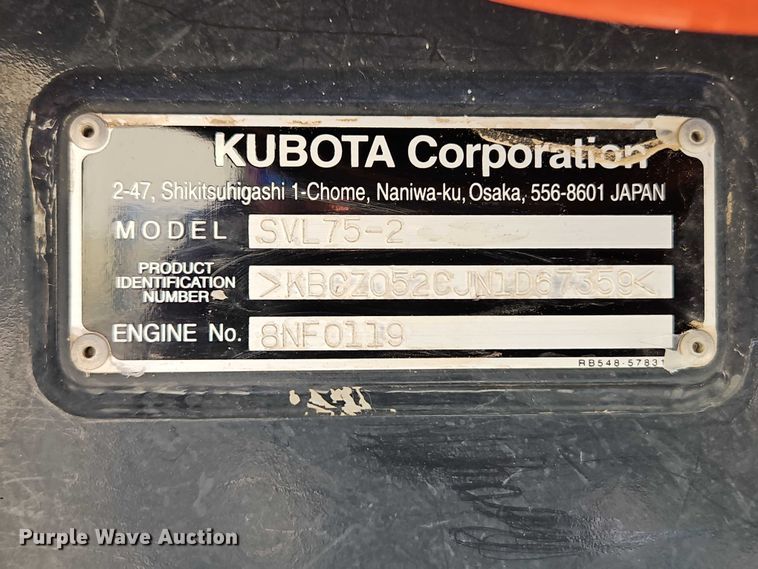 KUBOTA Corporation
2-47, Shikitsuhigashi 1-Chome, Naniwa-ku, Osaka, 556-8601 JAPAN
MODEL SVL75-2
PRODUCT
IDENTIFICATION
NUMBER >KBCZ052CJN1D67359<
ENGINE No. 8NF0119
RB548-57831
Purple Wave Auction